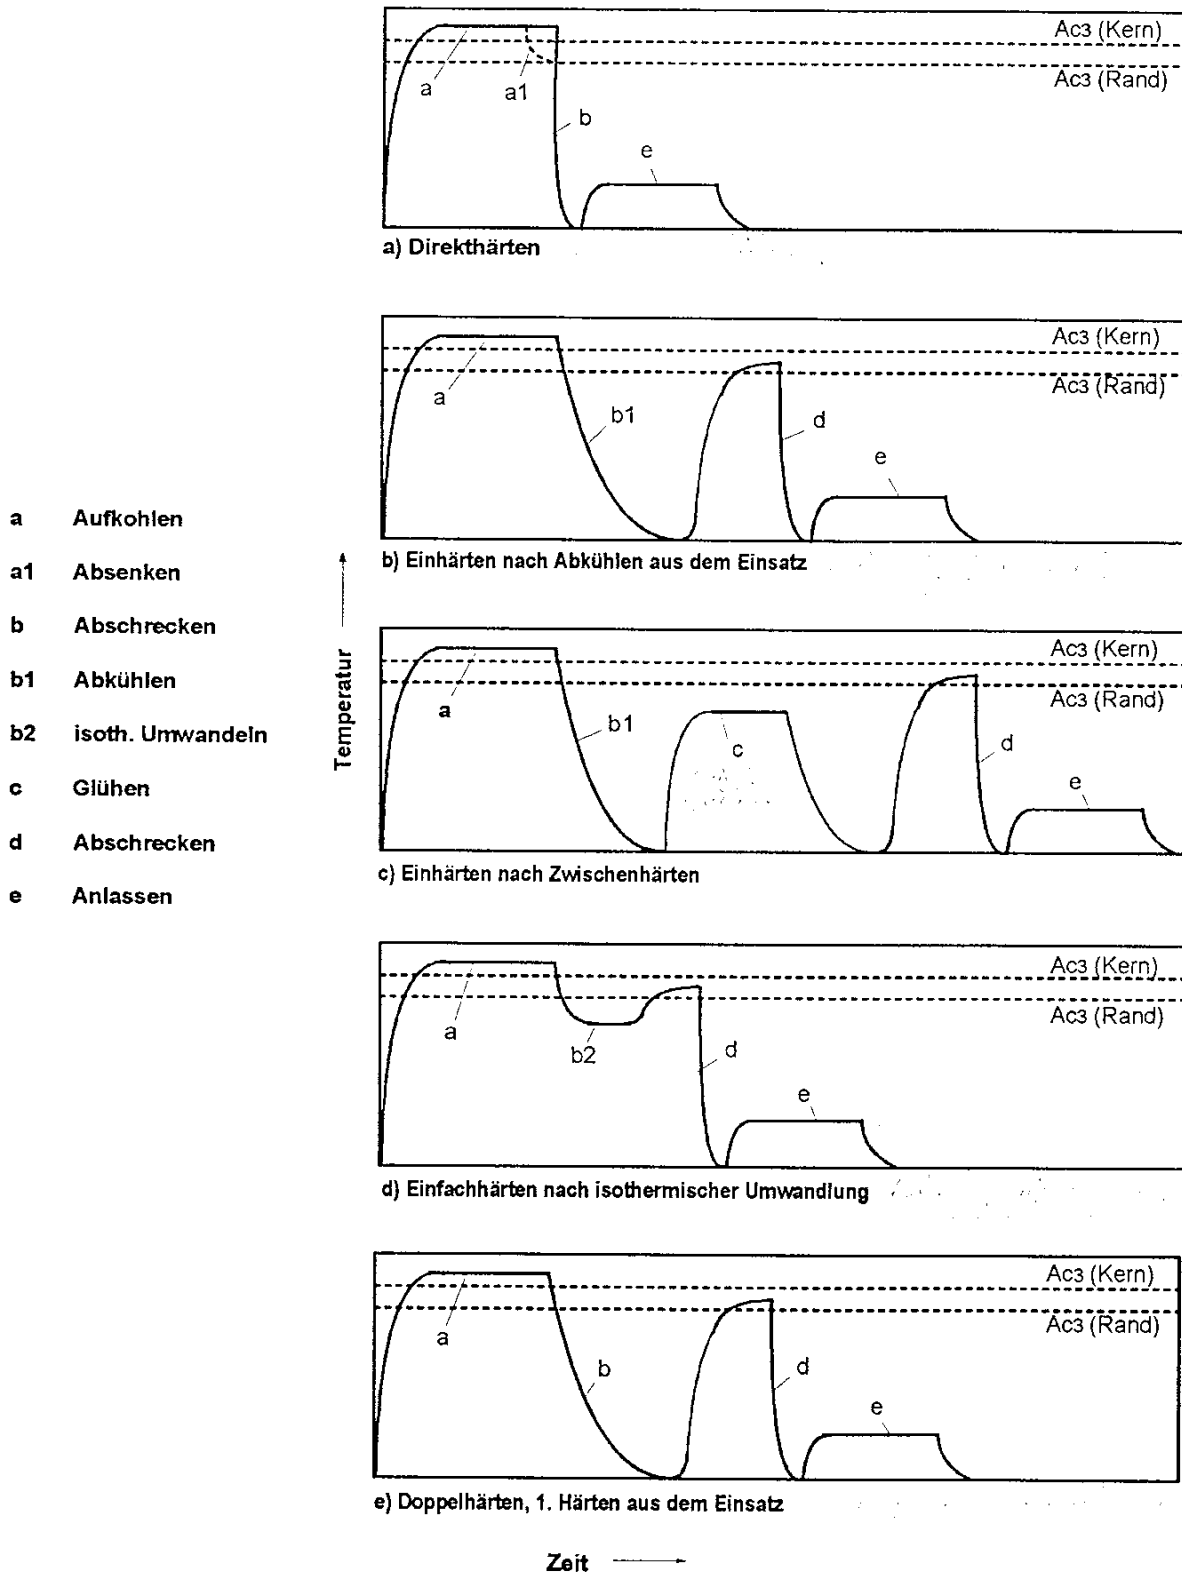 Ac3 (Kern)
Ac3 (Rand)
a
a1
b
e
a) Direkthärten
Ac3 (Kern)
Ac3 (Rand)
a
b1
d
e
b) Einhärten nach Abkühlen aus dem Einsatz
a Aufkohlen
a1 Absenken
b Abschrecken
b1 Abkühlen
b2 isoth. Umwandeln
c Glühen
d Abschrecken
e Anlassen
Temperatur
Ac3 (Kern)
Ac3 (Rand)
a
b1
c
d
e
c) Einhärten nach Zwischenhärten
Ac3 (Kern)
Ac3 (Rand)
a
b2
d
e
d) Einfachhärten nach isothermischer Umwandlung
Ac3 (Kern)
Ac3 (Rand)
a
b
d
e
e) Doppelhärten, 1. Härten aus dem Einsatz
Zeit